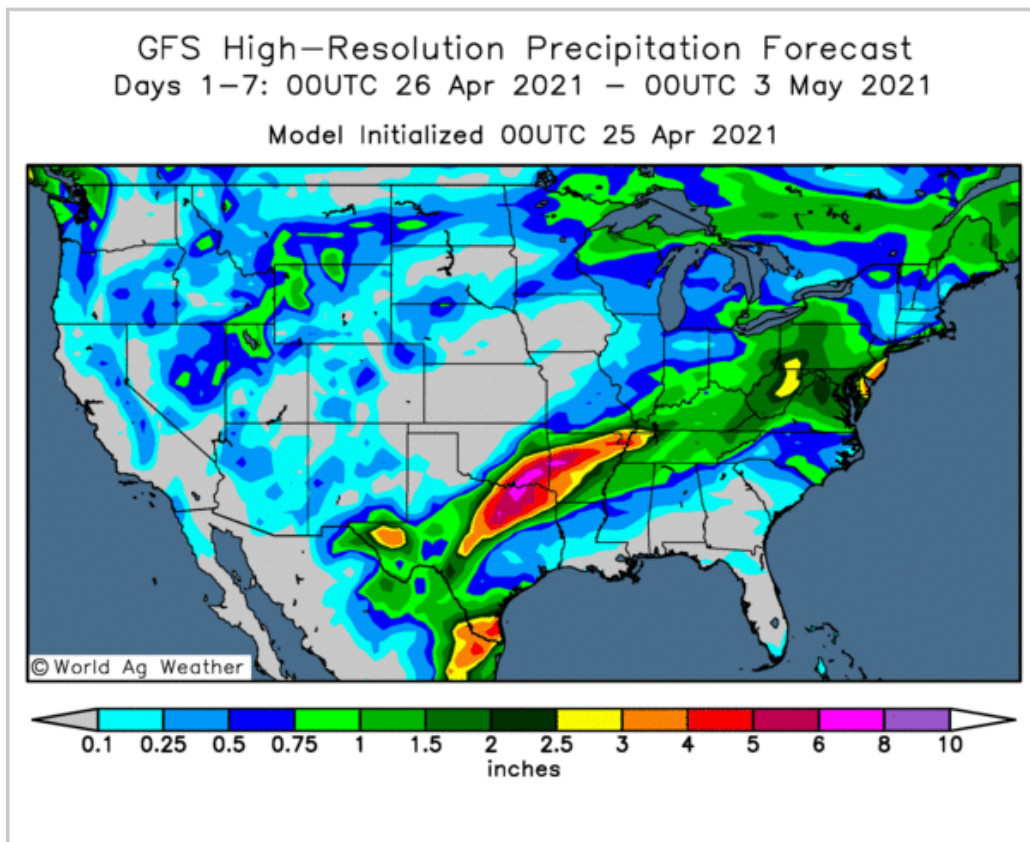 GFS High-Resolution Precipitation Forecast
Days 1-7: 00UTC 26 Apr 2021 - 00UTC 3 May 2021
Model Initialized 00UTC 25 Apr 2021
© World Ag Weather
0.1 0.25 0.5 0.75 1 1.5 2 2.5 3 4 5 6 8 10
inches